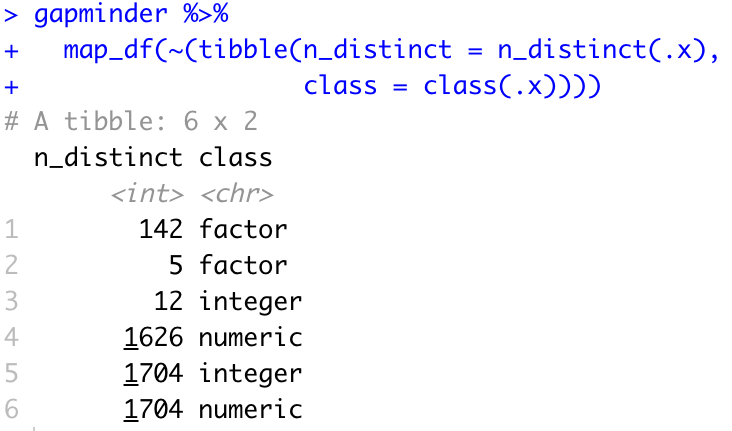 > gapminder %>%
+   map_df(~(tibble(n_distinct = n_distinct(.x),
+                   class = class(.x))))
# A tibble: 6 x 2
  n_distinct class
       <int> <chr>
1        142 factor
2          5 factor
3         12 integer
4       1626 numeric
5       1704 integer
6       1704 numeric